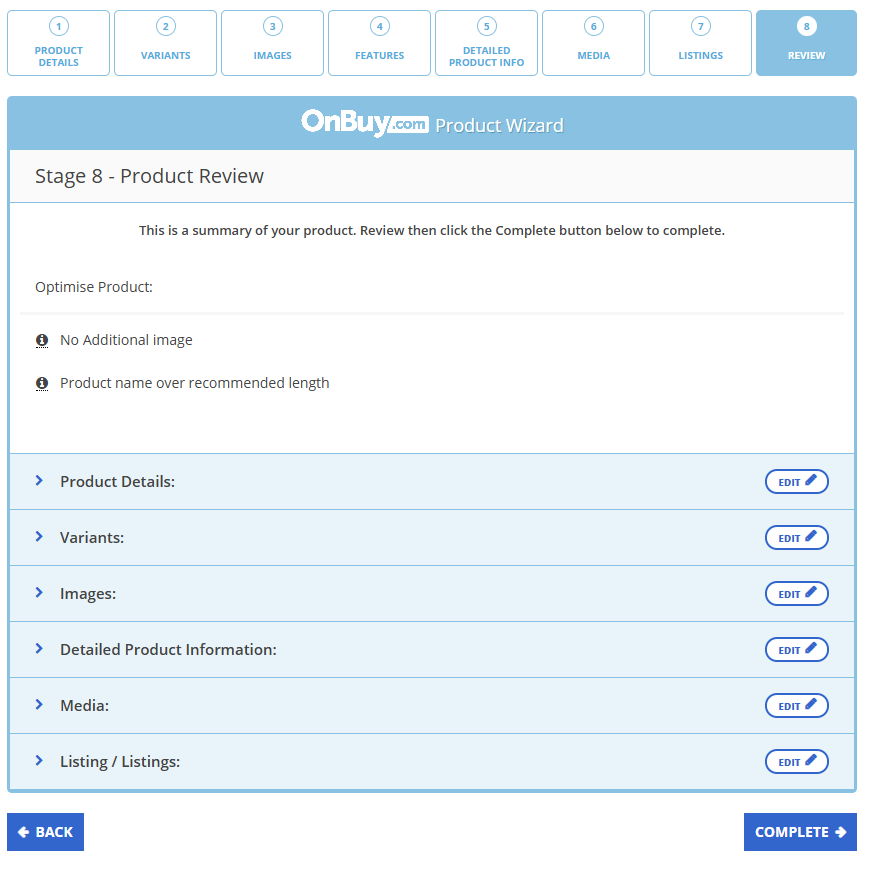 1
PRODUCT
DETAILS
2
VARIANTS
3
IMAGES
4
FEATURES
5
DETAILED
PRODUCT INFO
6
MEDIA
7
LISTINGS
8
REVIEW
OnBuy.com Product Wizard
Stage 8 - Product Review
This is a summary of your product. Review then click the Complete button below to complete.
Optimise Product:
No Additional image
Product name over recommended length
Product Details:
EDIT
Variants:
EDIT
Images:
EDIT
Detailed Product Information:
EDIT
Media:
EDIT
Listing / Listings:
EDIT
BACK
COMPLETE